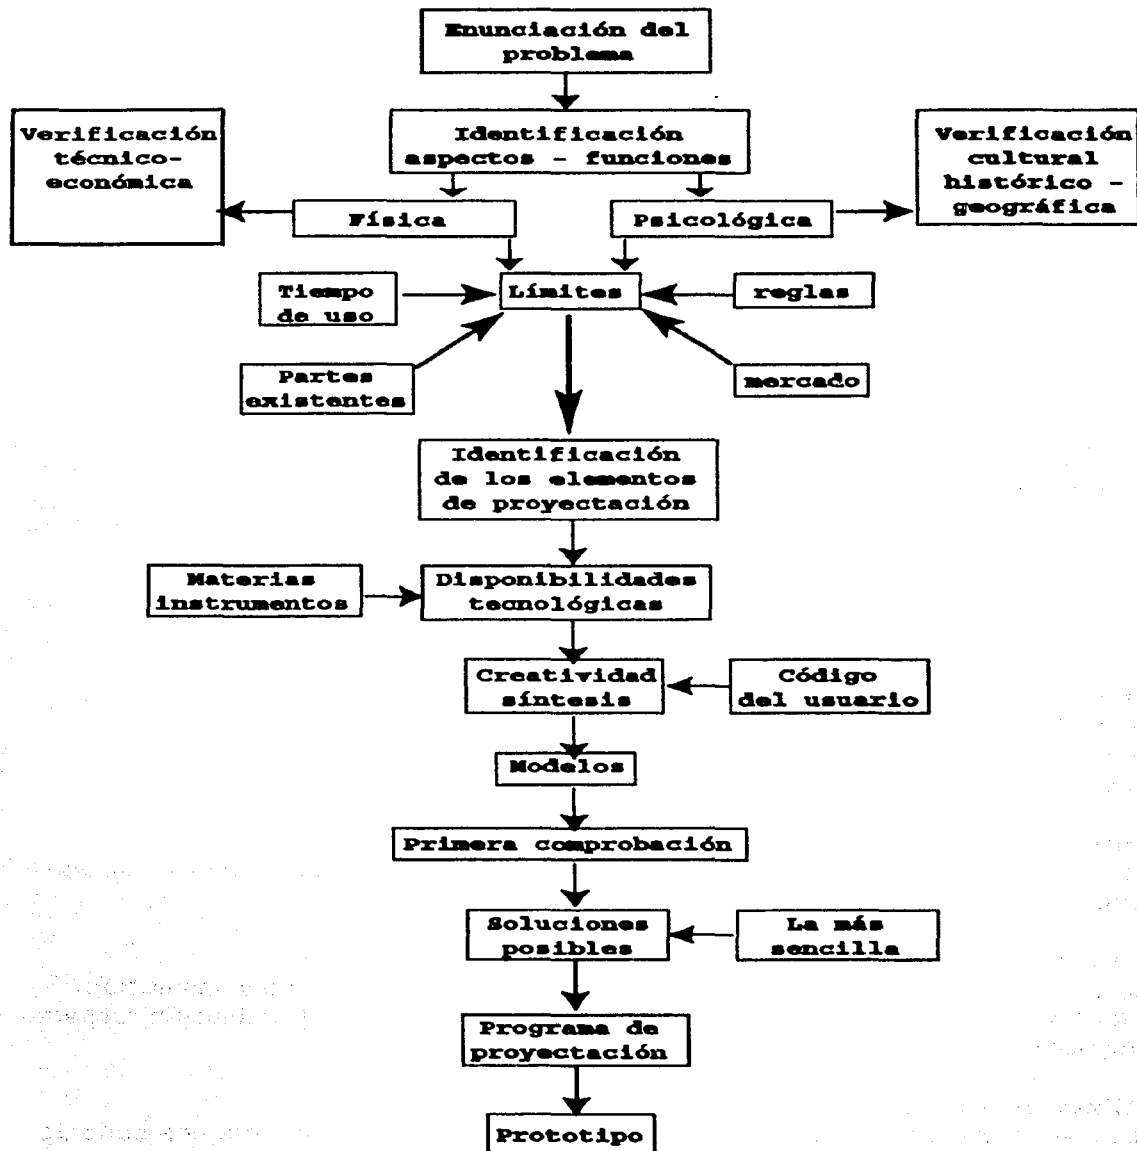 Enunciación del
problema
Identificación
aspectos - funciones
Verificación
técnico-
económica
Verificación
cultural
histórico -
geográfica
Física
Psicológica
Tiempo
de uso
Límites
reglas
Partes
existentes
mercado
Identificación
de los elementos
de proyectación
Materias
instrumentos
Disponibilidades
tecnológicas
Creatividad
síntesis
Código
del usuario
Modelos
Primera comprobación
Soluciones
posibles
La más
sencilla
Programa de
proyectación
Prototipo